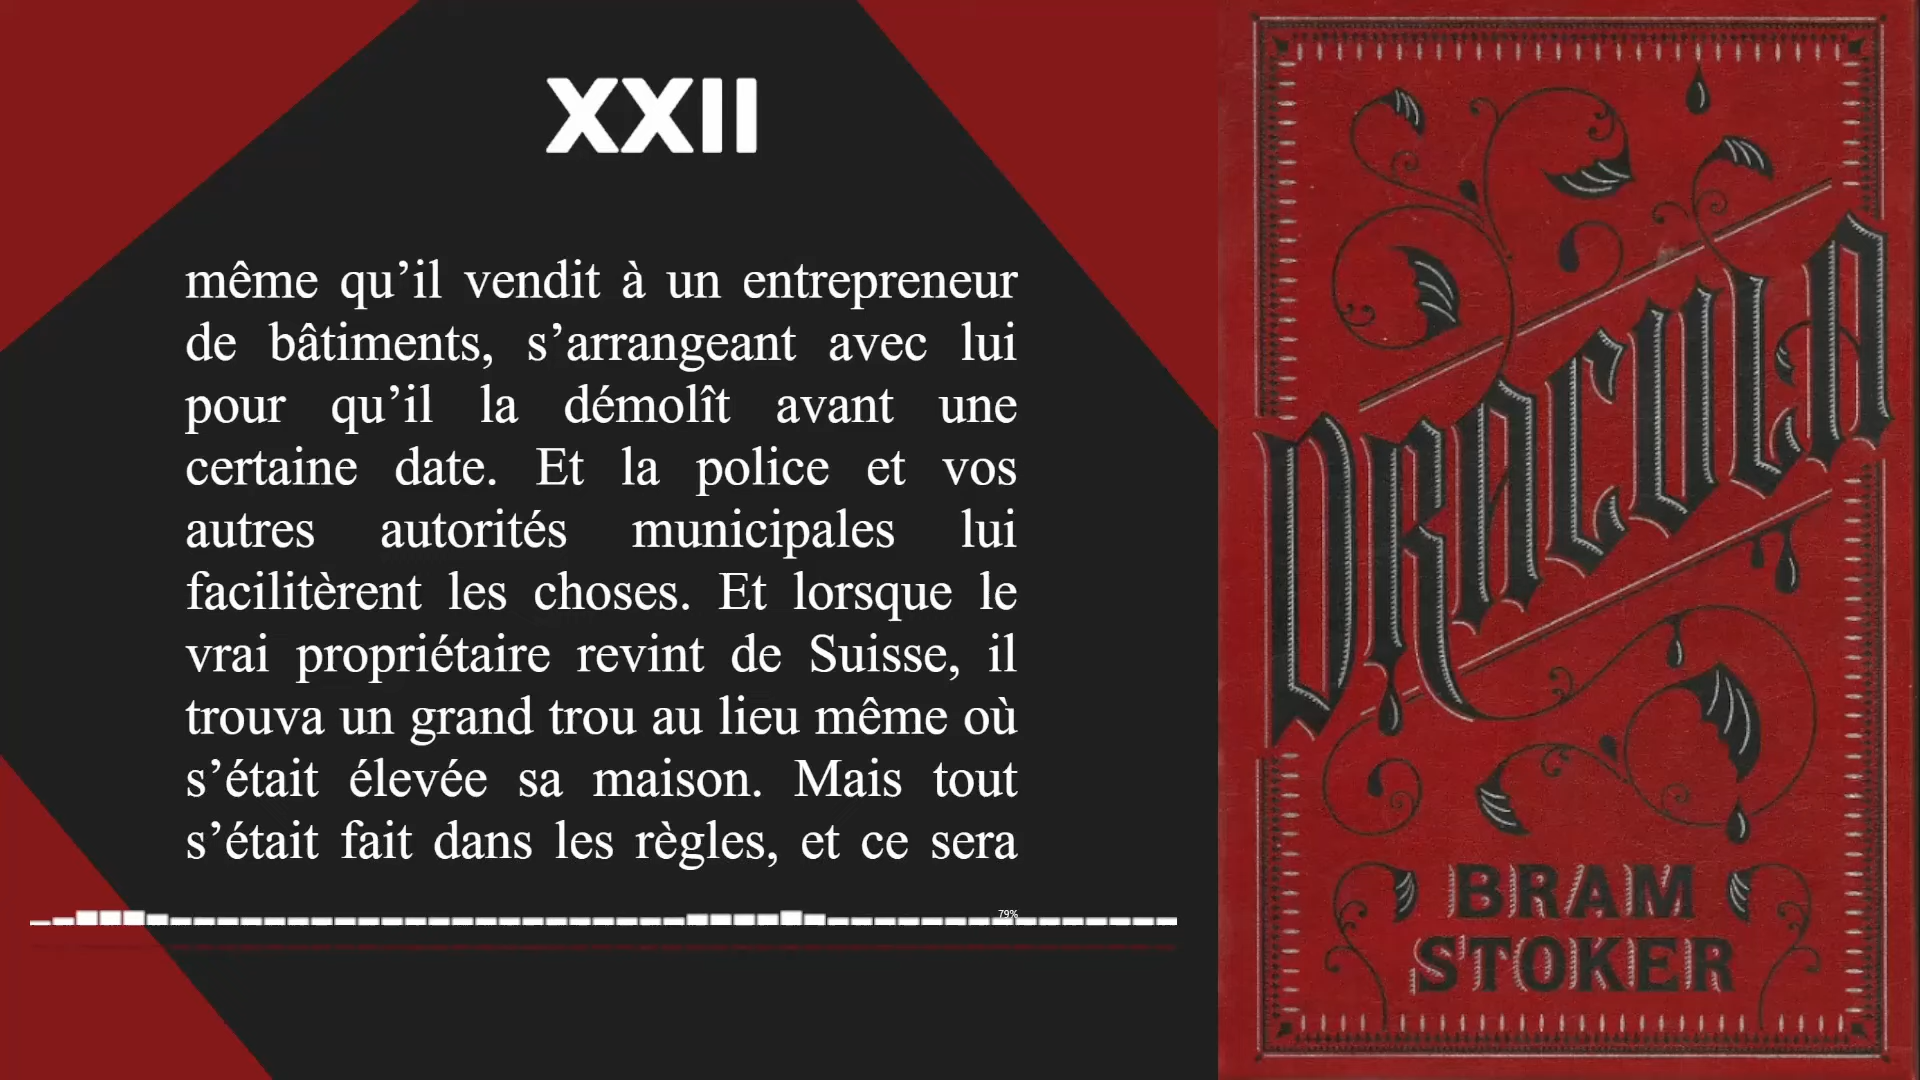 XXII
même qu’il vendit à un entrepreneur
de bâtiments, s’arrangeant avec lui
pour qu’il la démolît avant une
certaine date. Et la police et vos
autres autorités municipales lui
facilitèrent les choses. Et lorsque le
vrai propriétaire revint de Suisse, il
trouva un grand trou au lieu même où
s’était élevée sa maison. Mais tout
s’était fait dans les règles, et ce sera
79%
DRACULA
BRAM
STOKER